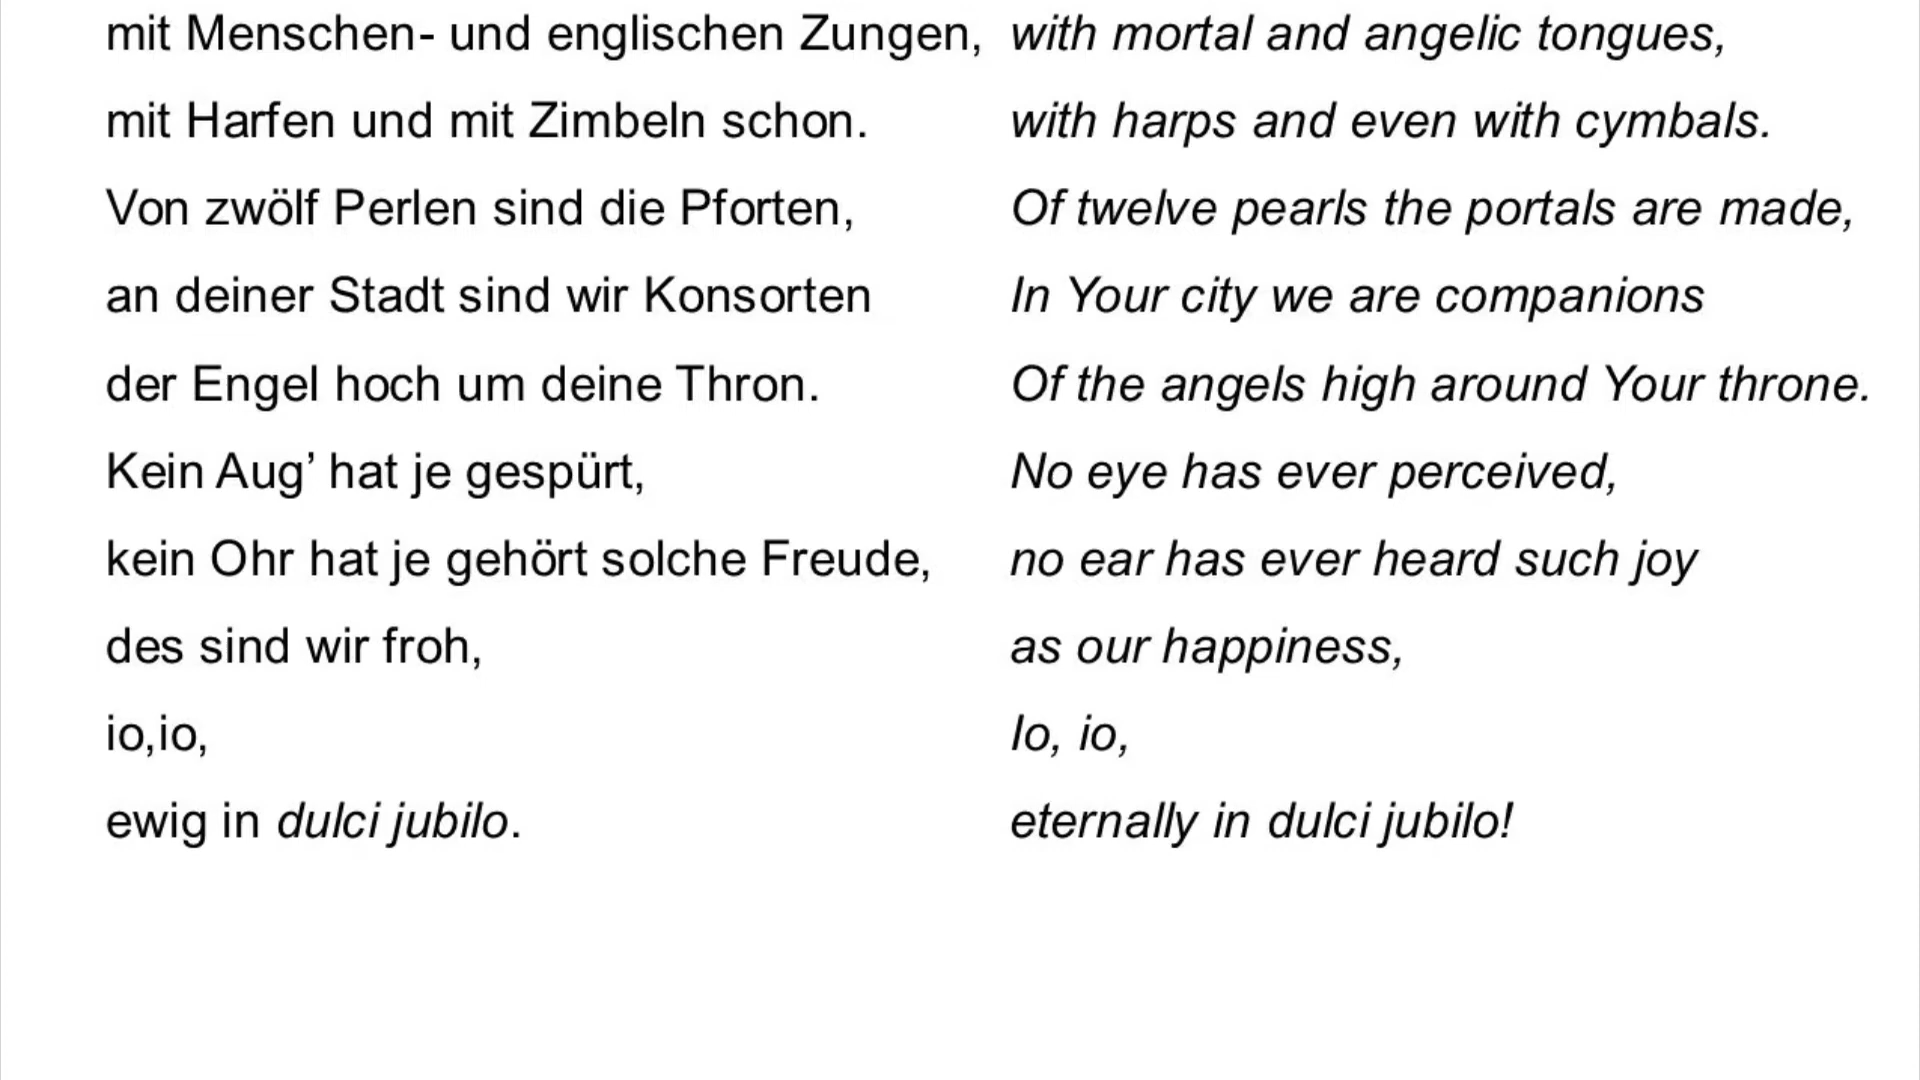 mit Menschen- und englischen Zungen,
mit Harfen und mit Zimbeln schon.
Von zwölf Perlen sind die Pforten,
an deiner Stadt sind wir Konsorten
der Engel hoch um deine Thron.
Kein Aug’ hat je gespürt,
kein Ohr hat je gehört solche Freude,
des sind wir froh,
io,io,
ewig in dulci jubilo.
with mortal and angelic tongues,
with harps and even with cymbals.
Of twelve pearls the portals are made,
In Your city we are companions
Of the angels high around Your throne.
No eye has ever perceived,
no ear has ever heard such joy
as our happiness,
Io, io,
eternally in dulci jubilo!